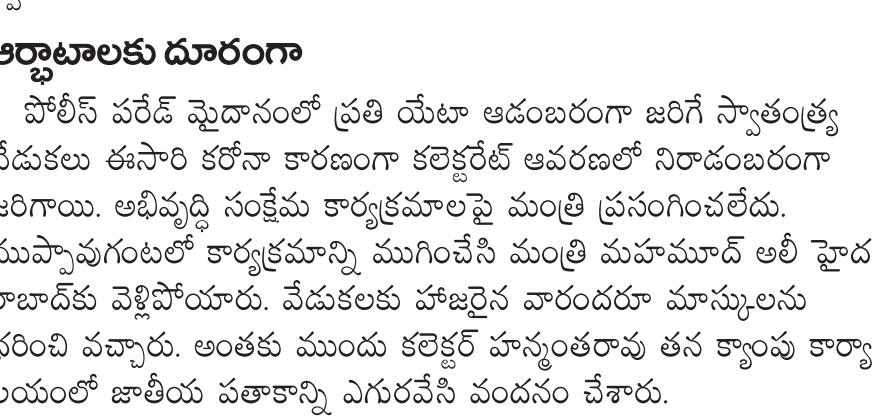 ఆర్భాటాలకు దూరంగా
పోలీస్ పరేడ్ మైదానంలో ప్రతి యేటా ఆడంబరంగా జరిగే స్వాతంత్ర్య
వేడుకలు ఈసారి కరోనా కారణంగా కలెక్టరేట్ ఆవరణలో నిరాడంబరంగా
జరిగాయి. అభివృద్ధి సంక్షేమ కార్యక్రమాలపై మంత్రి ప్రసంగించలేదు.
ముప్పావుగంటలో కార్యక్రమాన్ని ముగించేసి మంత్రి మహమూద్ అలీ హైద
రాబాద్‌కు వెళ్లిపోయారు. వేడుకలకు హాజరైన వారందరూ మాస్కులను
ధరించి వచ్చారు. అంతకు ముందు కలెక్టర్ హన్మంతరావు తన క్యాంపు కార్యా
లయంలో జాతీయ పతాకాన్ని ఎగురవేసి వందనం చేశారు.